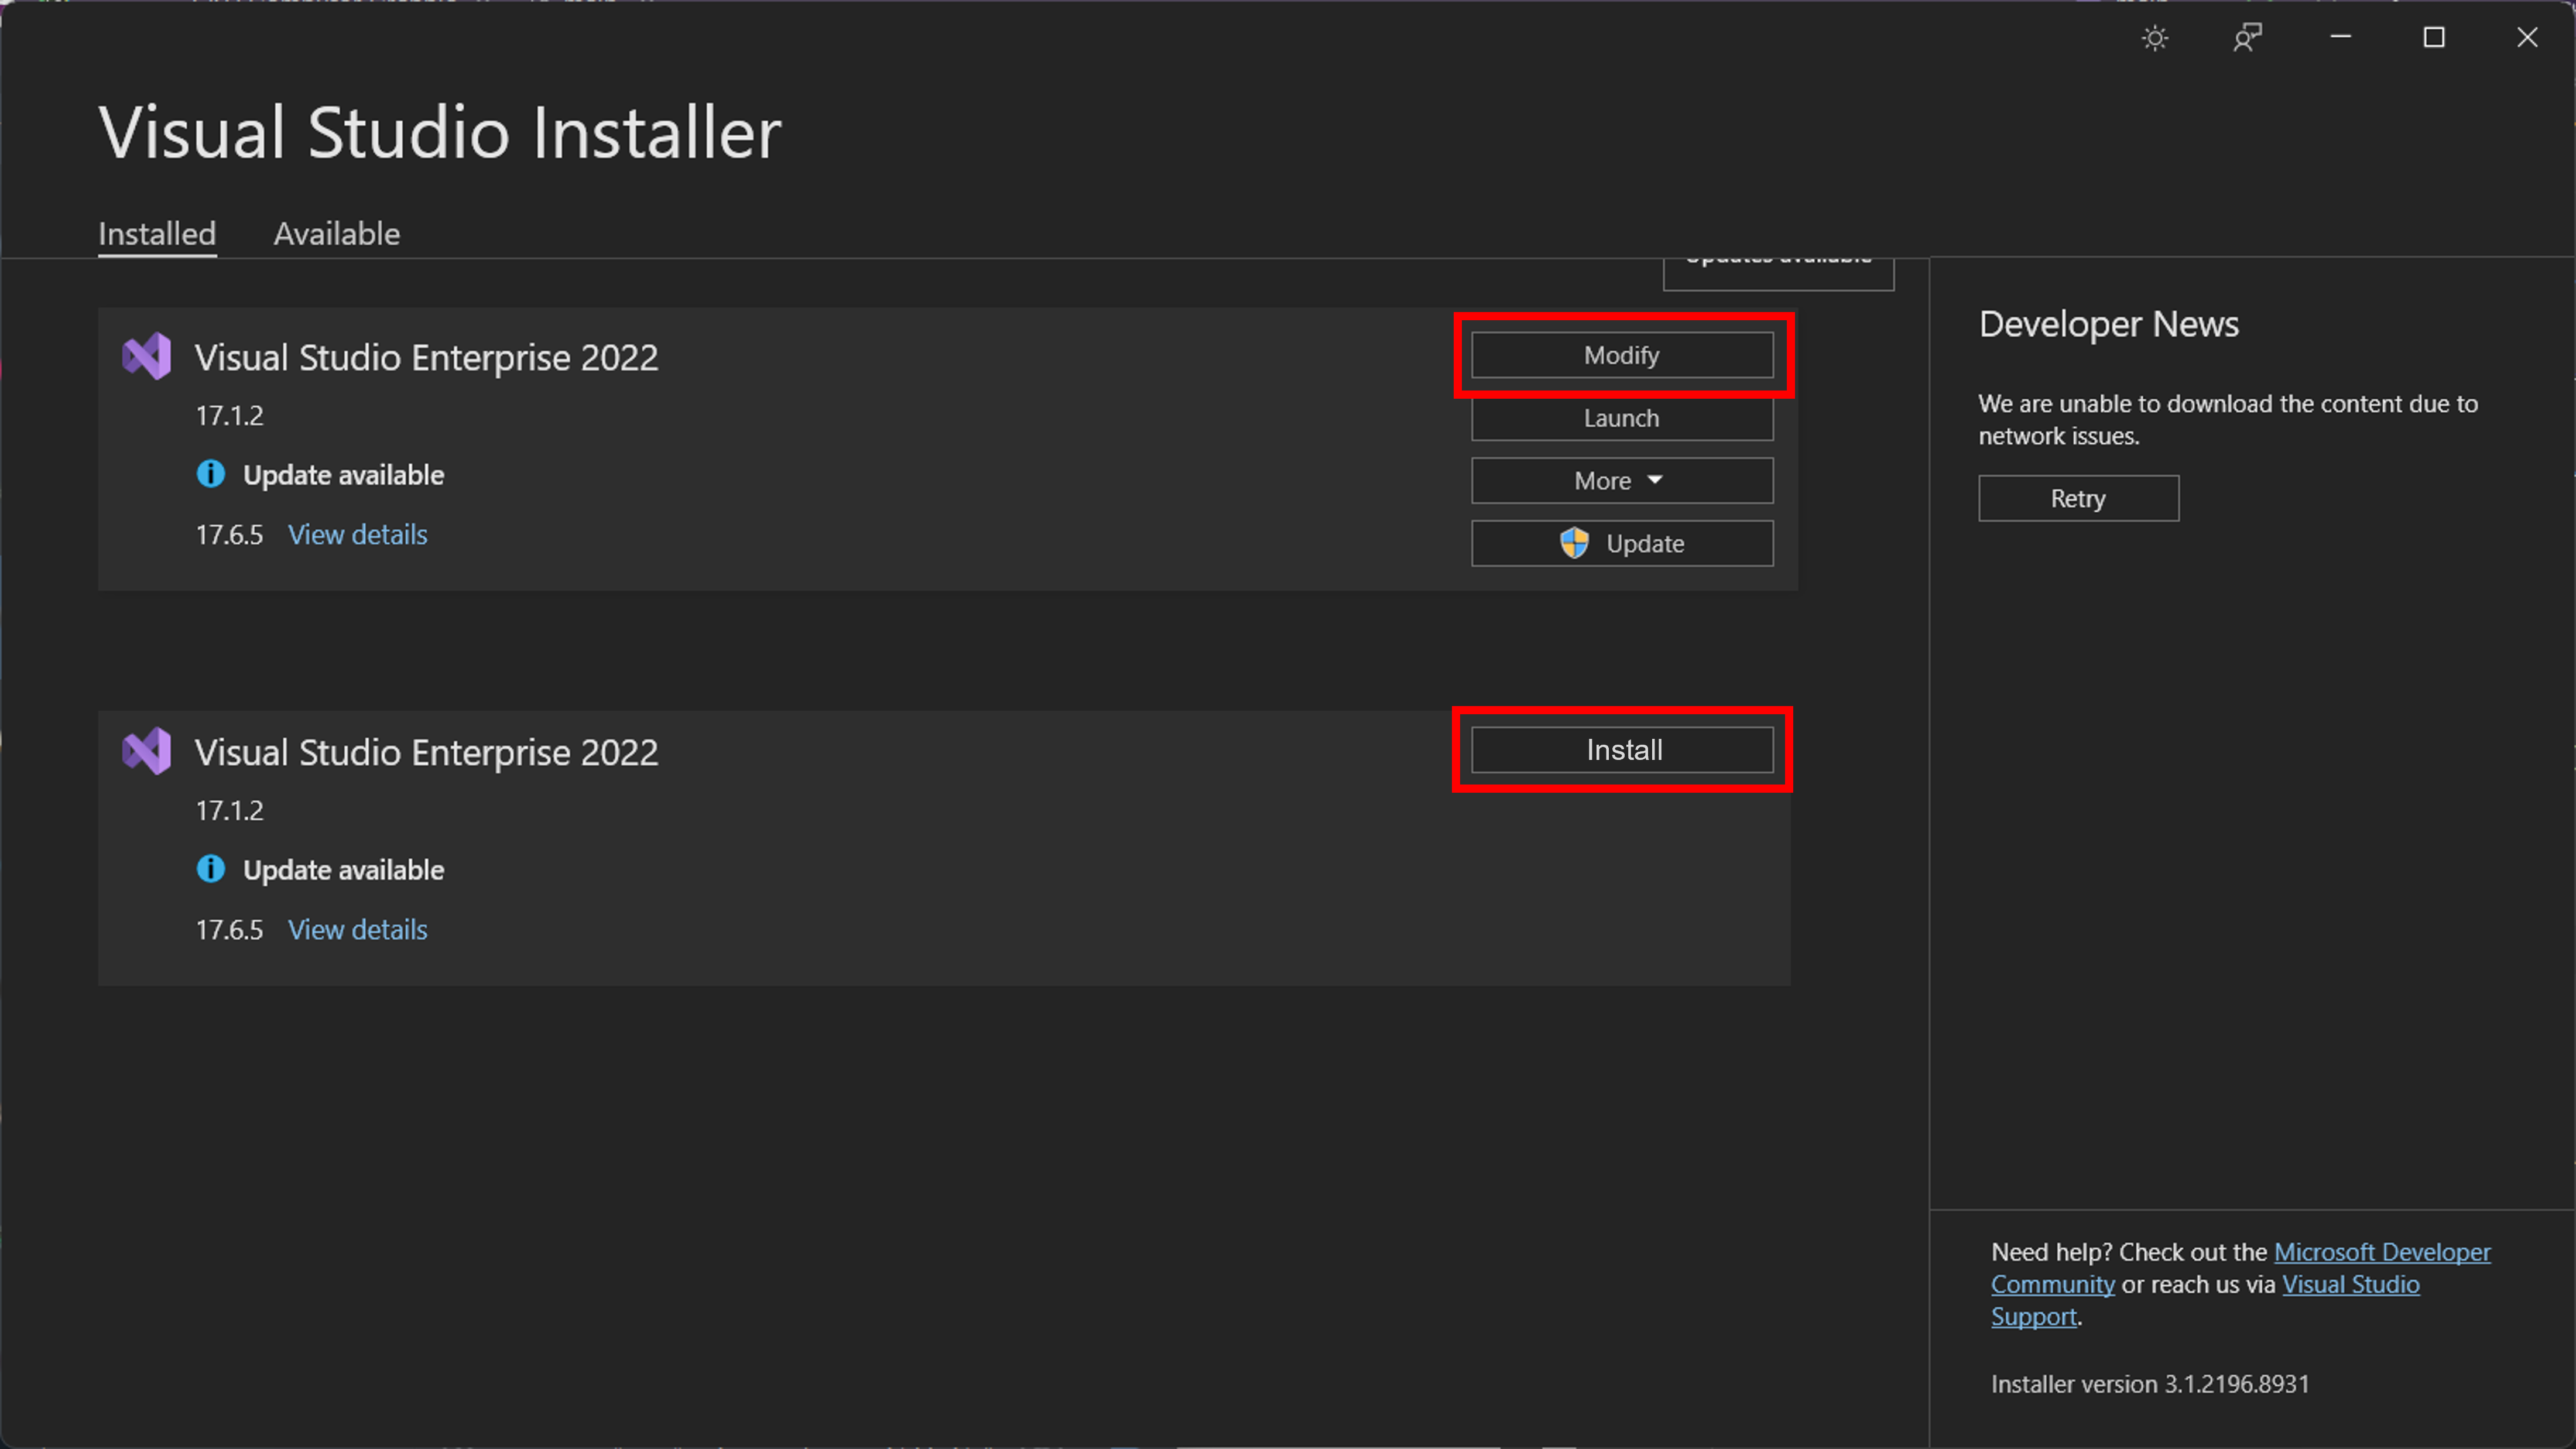 Visual Studio Installer
Installed
Available
Updates available
Visual Studio Enterprise 2022
Modify
17.1.2
Launch
Update available
More
17.6.5 View details
Update
Visual Studio Enterprise 2022
Install
17.1.2
Update available
17.6.5 View details
Developer News
We are unable to download the content due to
network issues.
Retry
Need help? Check out the Microsoft Developer
Community or reach us via Visual Studio
Support.
Installer version 3.1.2196.8931